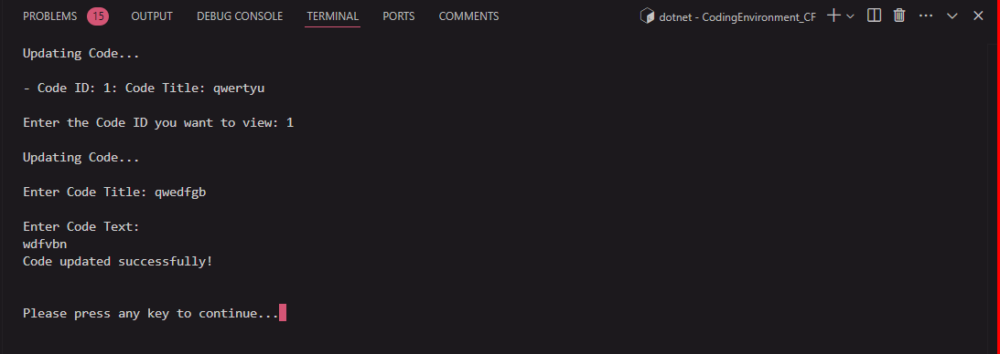 PROBLEMS 15 OUTPUT DEBUG CONSOLE TERMINAL PORTS COMMENTS dotnet - CodingEnvironment_CF
Updating Code...
- Code ID: 1: Code Title: qwertyu
Enter the Code ID you want to view: 1
Updating Code...
Enter Code Title: qwedfgb
Enter Code Text:
wdfvbn
Code updated successfully!
Please press any key to continue...